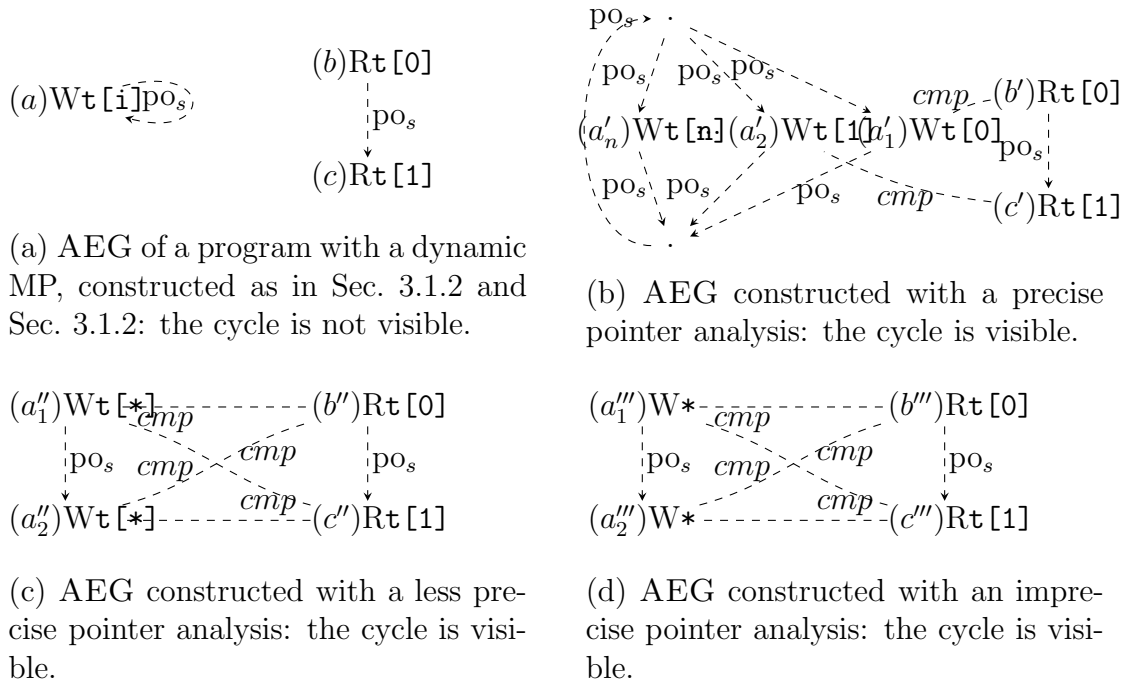 (a)Wt[i]
po_s
(b)Rt[0]
po_s
(c)Rt[1]
(a) AEG of a program with a dynamic
MP, constructed as in Sec. 3.1.2 and
Sec. 3.1.2: the cycle is not visible.
po_s
.
po_s
po_s
po_s
cmp
(b′)Rt[0]
(a′_n)Wt[n]
(a′_2)Wt[1]
(a′_1)Wt[0]
po_s
po_s
po_s
po_s
cmp
(c′)Rt[1]
.
(b) AEG constructed with a precise
pointer analysis: the cycle is visible.
(a″_1)Wt[*]
cmp
(b″)Rt[0]
po_s
cmp
cmp
po_s
(a″_2)Wt[*]
cmp
(c″)Rt[1]
(c) AEG constructed with a less pre-
cise pointer analysis: the cycle is visi-
ble.
(a‴_1)W*
cmp
(b‴)Rt[0]
po_s
cmp
cmp
po_s
(a‴_2)W*
cmp
(c‴)Rt[1]
(d) AEG constructed with an impre-
cise pointer analysis: the cycle is visi-
ble.